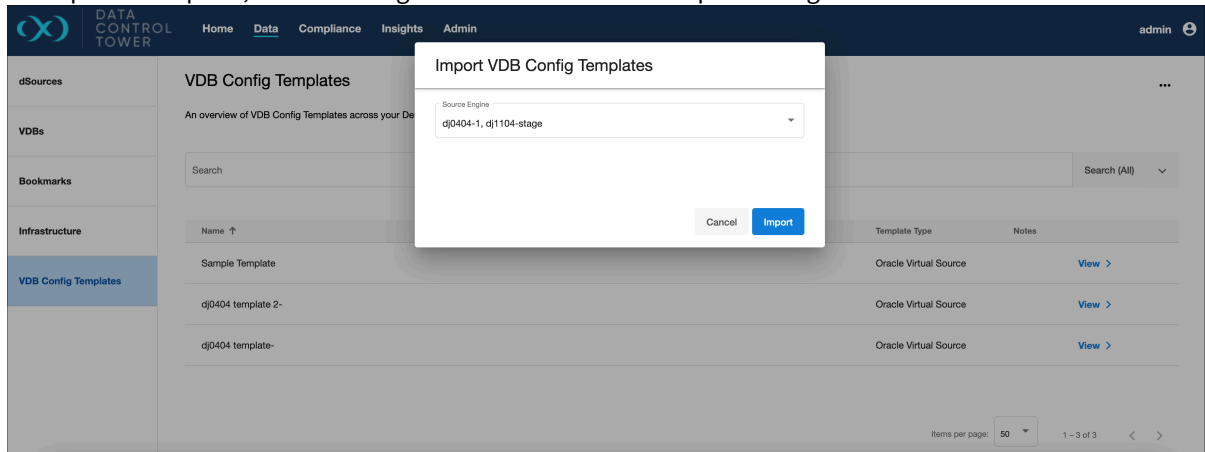 DATA
CONTROL
TOWER
Home Data Compliance Insights Admin
admin
dSources
VDBs
Bookmarks
Infrastructure
VDB Config Templates
VDB Config Templates
...
An overview of VDB Config Templates across your De
Import VDB Config Templates
Source Engine
dj0404-1, dj1104-stage
Cancel Import
Search
Search (All)
Name ↑ Template Type Notes
Sample Template Oracle Virtual Source View >
dj0404 template 2- Oracle Virtual Source View >
dj0404 template- Oracle Virtual Source View >
Items per page: 50 1 – 3 of 3 < >